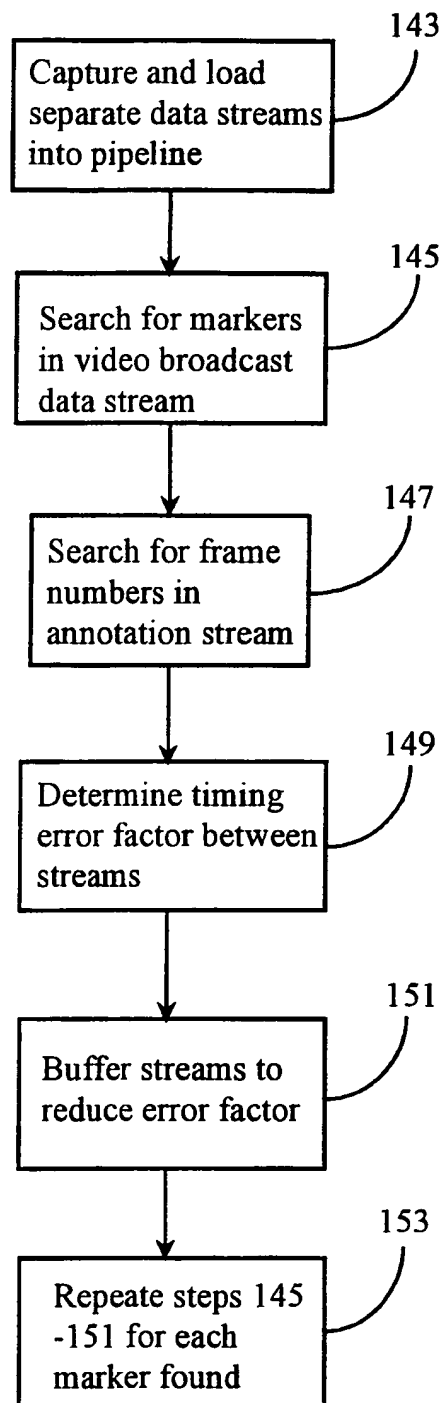 143
Capture and load
separate data streams
into pipeline
145
Search for markers
in video broadcast
data stream
147
Search for frame
numbers in
annotation stream
149
Determine timing
error factor between
streams
151
Buffer streams to
reduce error factor
153
Repeate steps 145
-151 for each
marker found